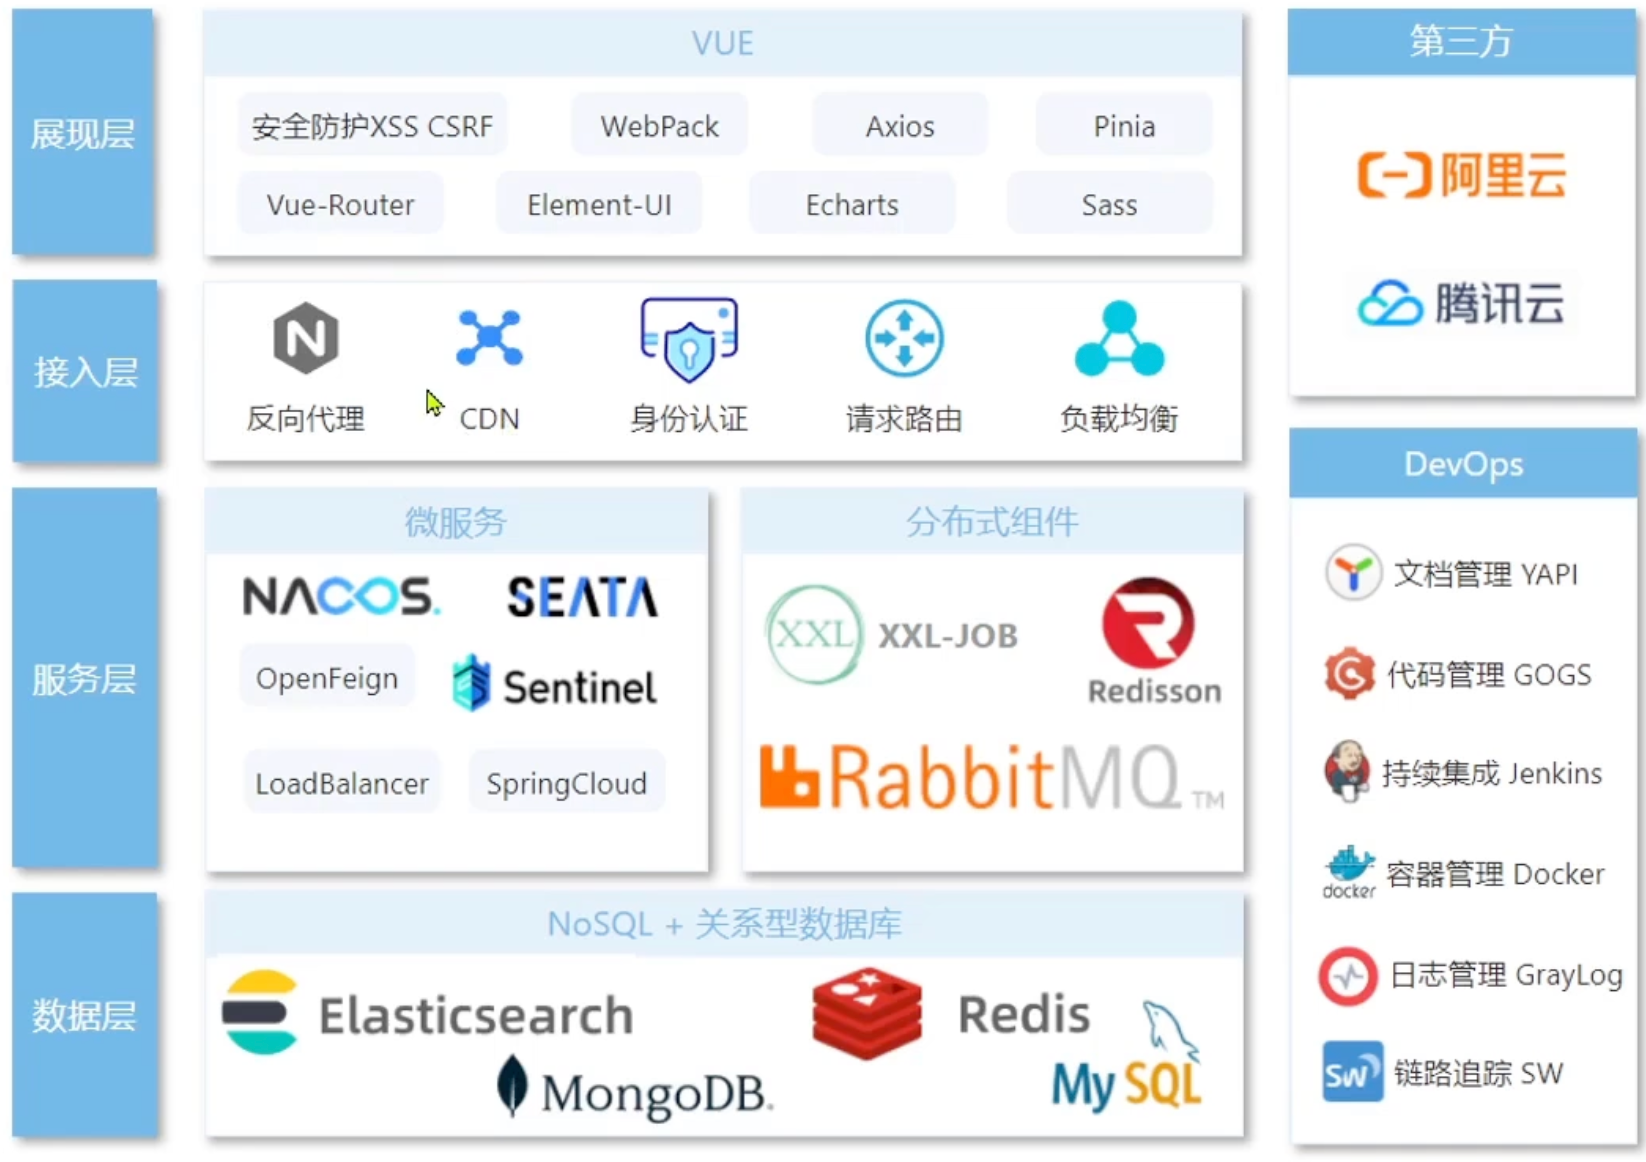 展现层
VUE
安全防护XSS CSRF
WebPack
Axios
Pinia
Vue-Router
Element-UI
Echarts
Sass
接入层
N
反向代理
CDN
身份认证
请求路由
负载均衡
服务层
微服务
NACOS.
SEATA
OpenFeign
Sentinel
LoadBalancer
SpringCloud
分布式组件
XXL
XXL-JOB
Redisson
RabbitMQ™
数据层
NoSQL + 关系型数据库
Elasticsearch
Redis
MongoDB.
MySQL
第三方
阿里云
腾讯云
DevOps
文档管理 YAPI
代码管理 GOGS
持续集成 Jenkins
docker
容器管理 Docker
日志管理 GrayLog
SW
链路追踪 SW